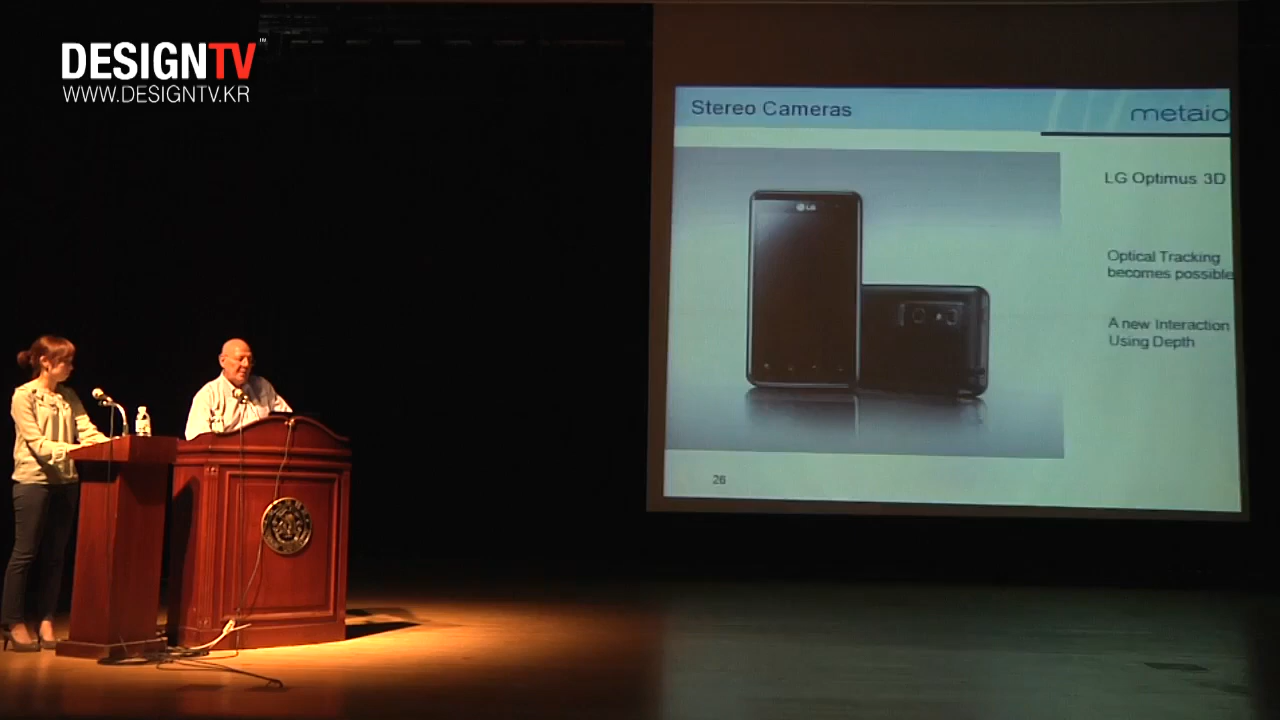 DESIGNTV™
WWW.DESIGNTV.KR
Stereo Cameras
metaio
LG Optimus 3D
LG
Optical Tracking
becomes possible
A new Interaction
Using Depth
26